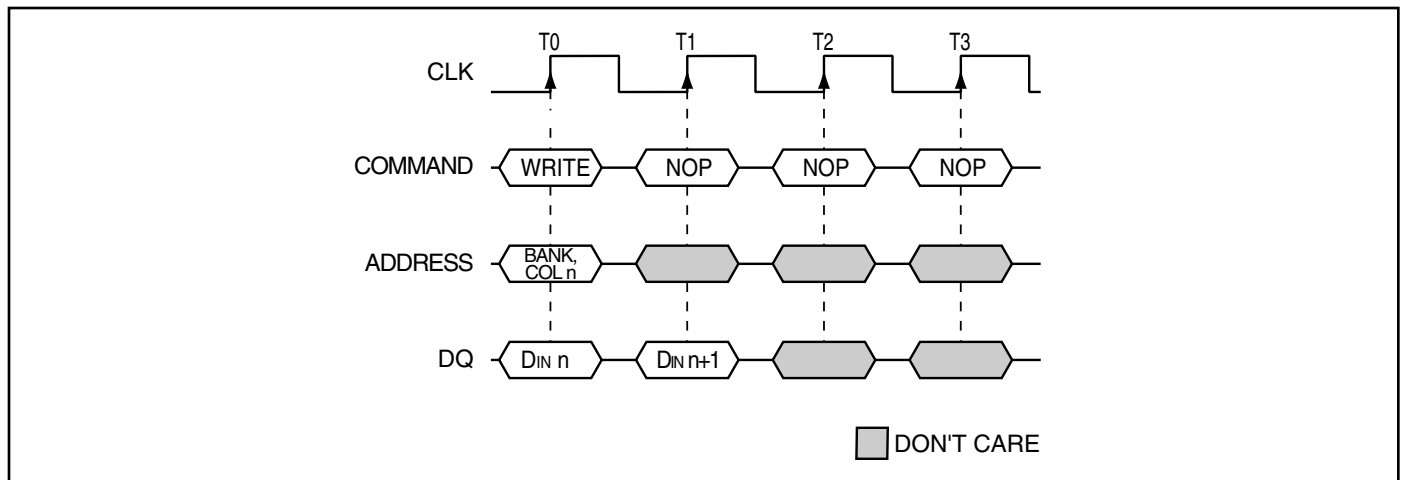 T0 T1 T2 T3
CLK
COMMAND WRITE NOP NOP NOP
ADDRESS BANK,
COL n
DQ DIN n DIN n+1
DON'T CARE